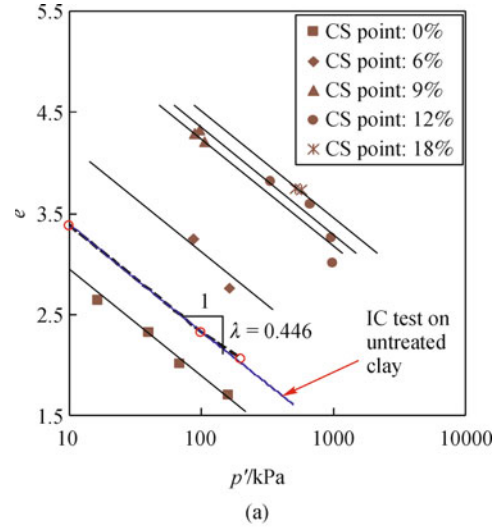 (a)
CS point: 0%
CS point: 6%
CS point: 9%
CS point: 12%
CS point: 18%
5.5
4.5
3.5
2.5
1.5
e
1
λ = 0.446
IC test on
untreated
clay
10
100
1000
10000
p′/kPa
(a)